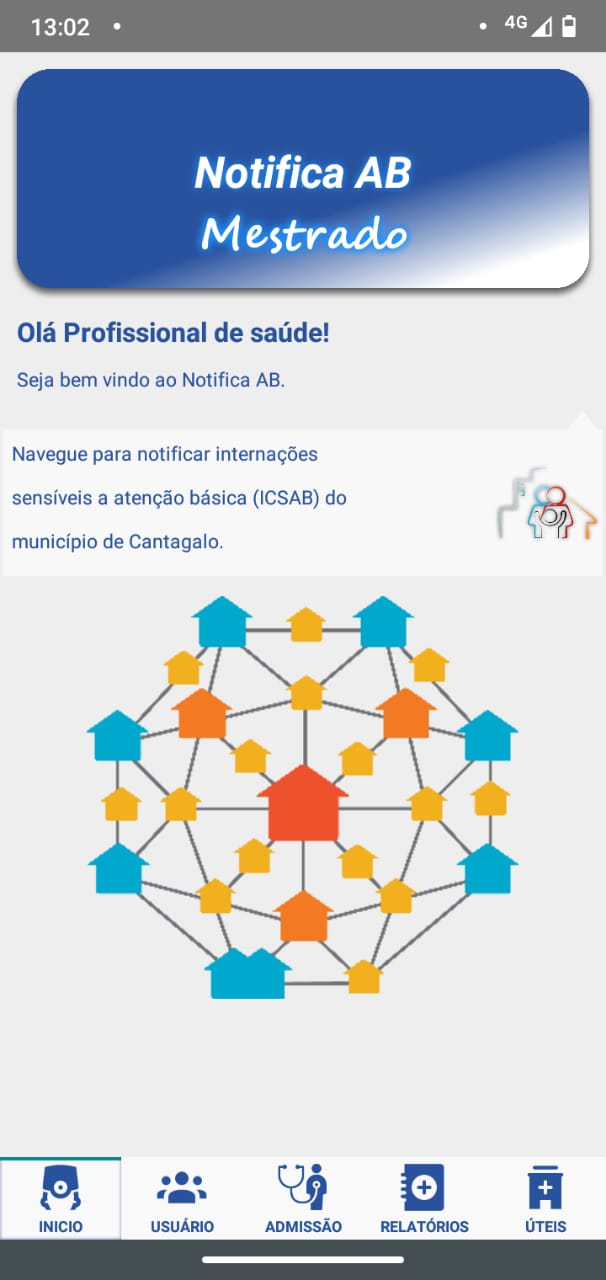 13:02
4G
Notifica AB
Mestrado
Olá Profissional de saúde!
Seja bem vindo ao Notifica AB.
Navegue para notificar internações
sensíveis a atenção básica (ICSAB) do
município de Cantagalo.
INICIO
USUÁRIO
ADMISSÃO
RELATÓRIOS
ÚTEIS